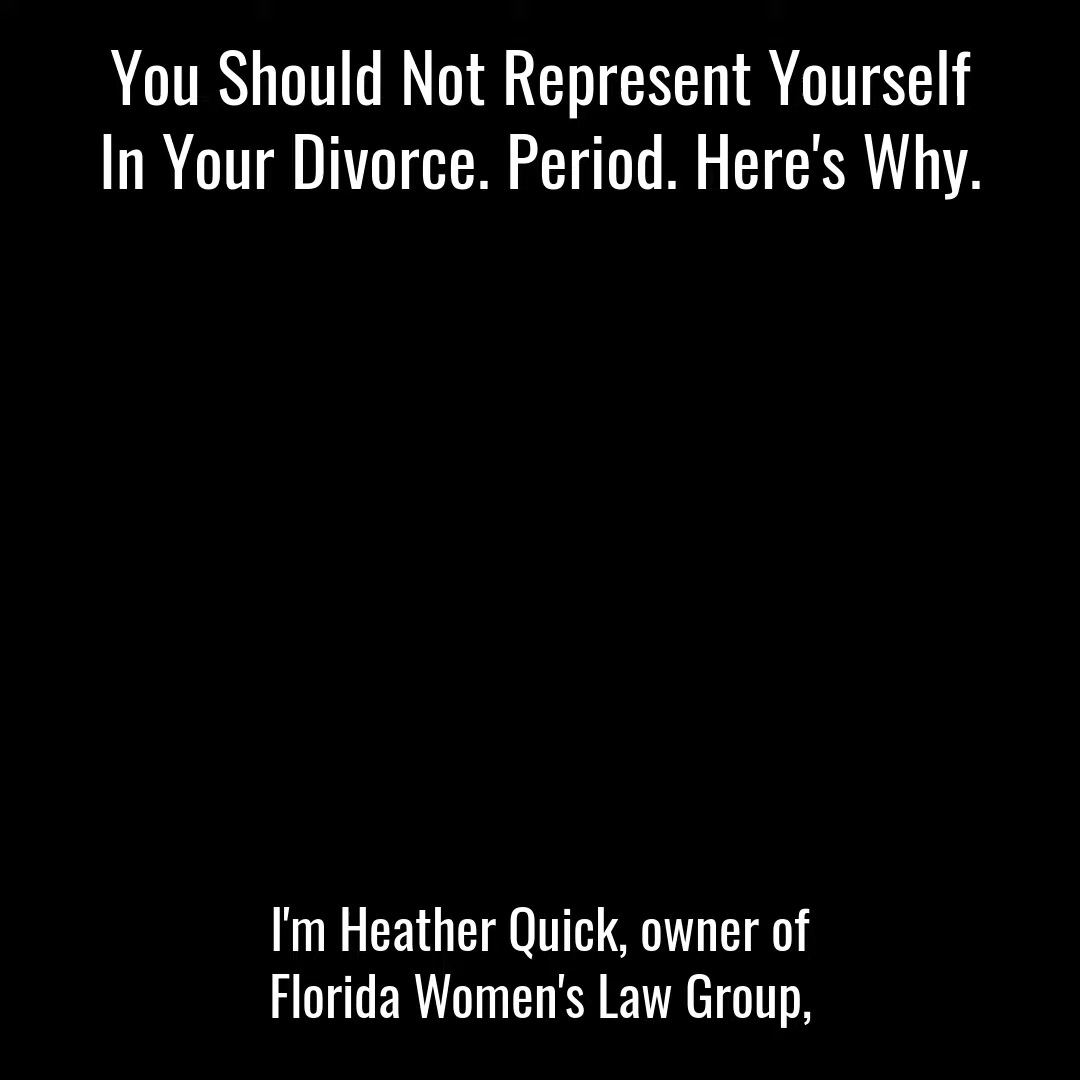 You Should Not Represent Yourself
In Your Divorce. Period. Here's Why.
I'm Heather Quick, owner of
Florida Women's Law Group,